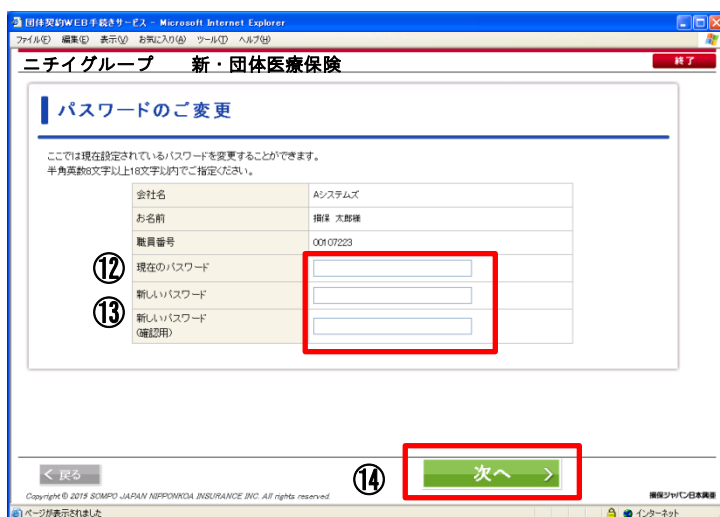 団体契約WEB手続きサービス - Microsoft Internet Explorer
ファイル(F) 編集(E) 表示(V) お気に入り(A) ツール(T) ヘルプ(H)
ニチイグループ 新・団体医療保険 終了
パスワードのご変更
ここでは現在設定されているパスワードを変更することができます。
半角英数8文字以上18文字以内でご指定ください。
会社名 Aシステムズ
お名前 損保 太郎様
職員番号 00107223
⑫ 現在のパスワード
新しいパスワード
⑬
新しいパスワード
(確認用)
< 戻る
⑭ 次へ >
Copyright © 2015 SOMPO JAPAN NIPPONKOA INSURANCE INC. All rights reserved. 損保ジャパン日本興亜
ページが表示されました インターネット